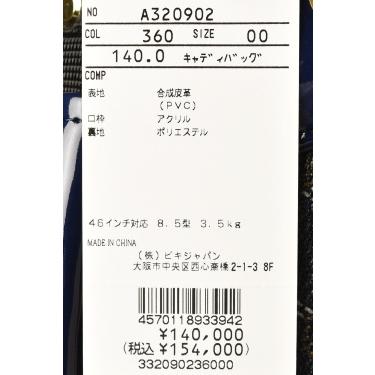 NO A320902
COL 360 SIZE 00
140.0 ｷｬﾃﾞｨﾊﾞｯｸﾞ
COMP
表地 合成皮革
(PVC)
口枠 アクリル
裏地 ポリエステル
46インチ対応 8.5型 3.5kg
MADE IN CHINA
(株)ビキジャパン
大阪市中央区西心斎橋2-1-3 8F
4570118933942
¥140,000
(税込 ¥154,000)
332090236000